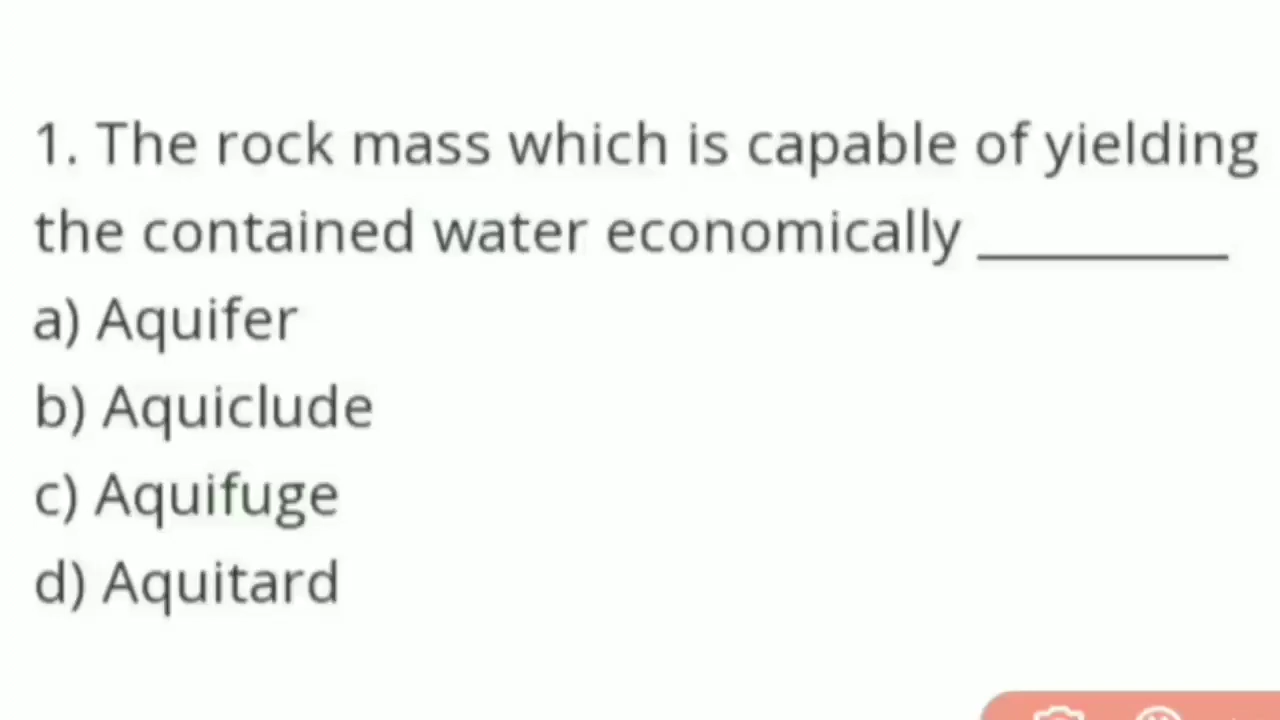 1. The rock mass which is capable of yielding
the contained water economically __________
a) Aquifer
b) Aquiclude
c) Aquifuge
d) Aquitard